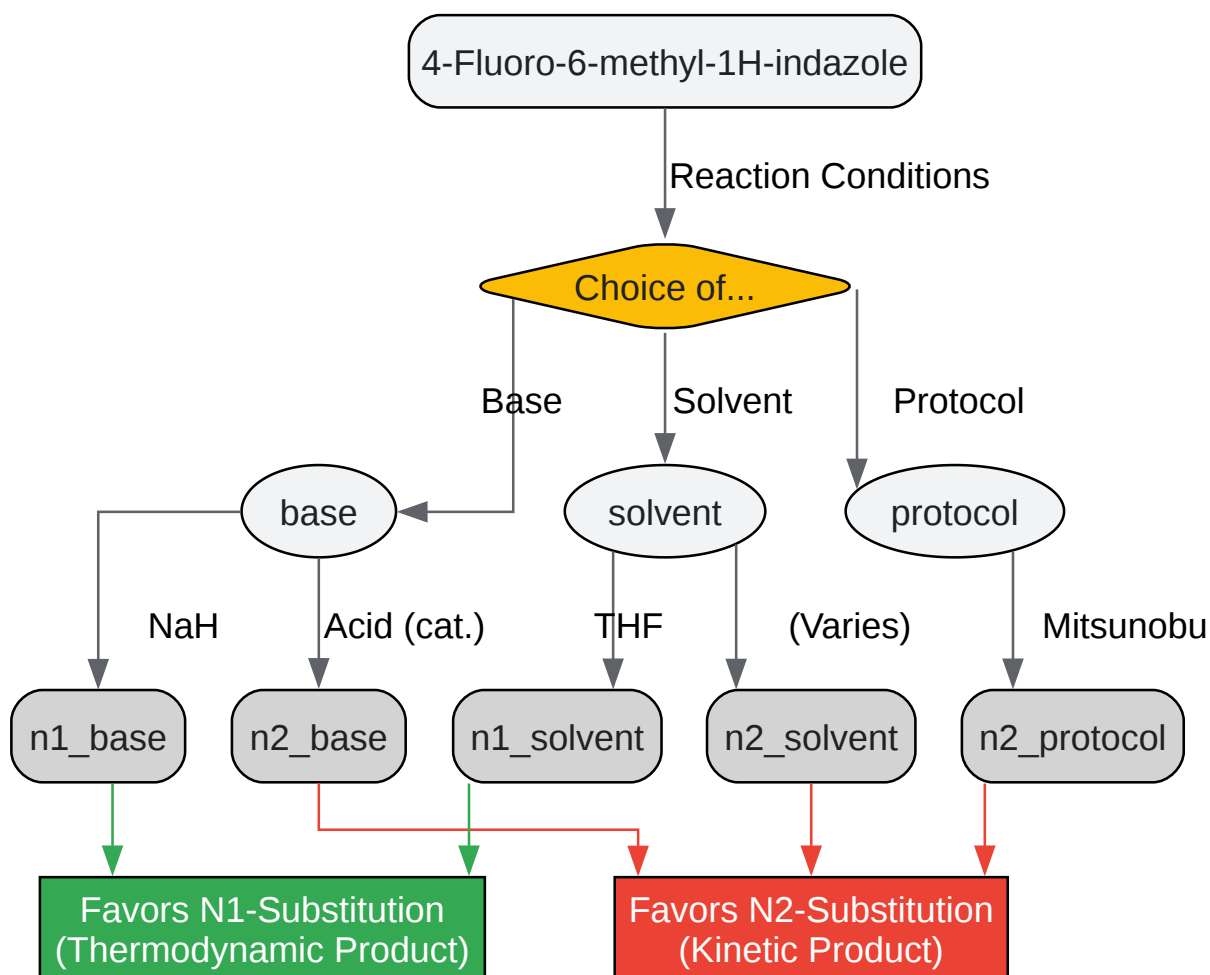 4-Fluoro-6-methyl-1H-indazole
Reaction Conditions
Choice of...
Base
Solvent
Protocol
base
solvent
protocol
NaH
Acid (cat.)
THF
(Varies)
Mitsunobu
n1_base
n2_base
n1_solvent
n2_solvent
n2_protocol
Favors N1-Substitution
(Thermodynamic Product)
Favors N2-Substitution
(Kinetic Product)